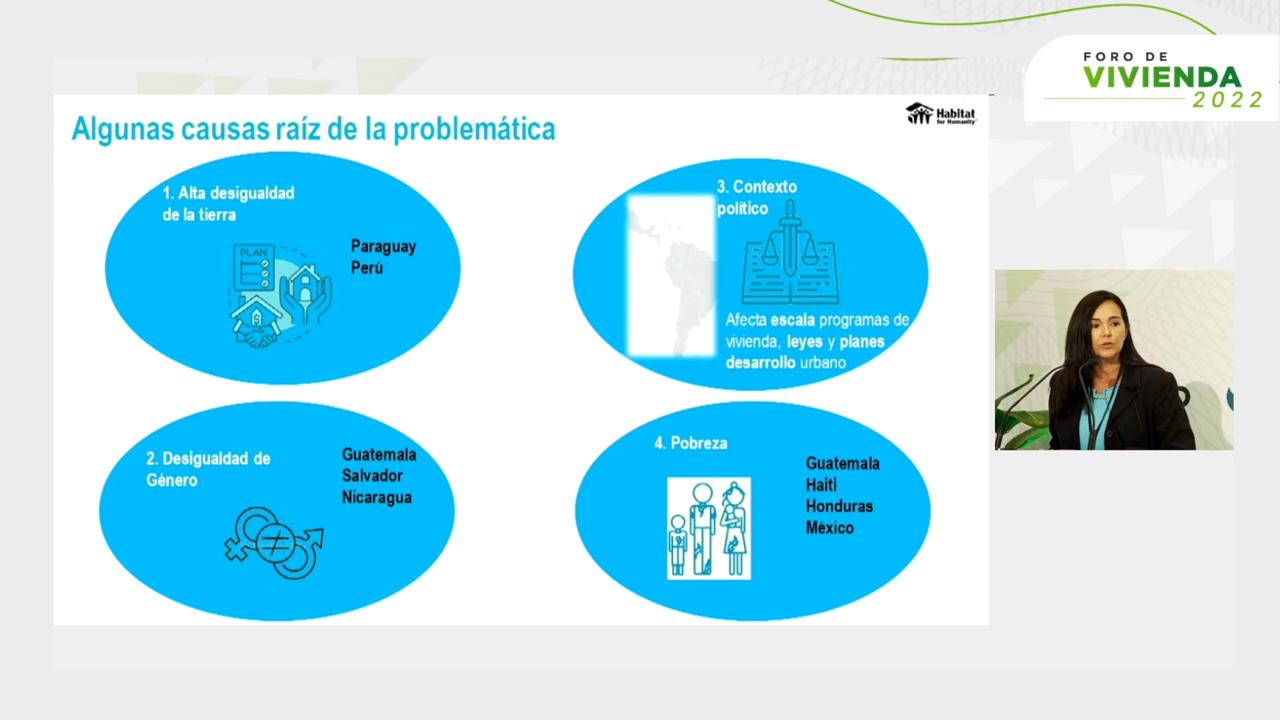 FORO DE
VIVIENDA
2022
Habitat
for Humanity
Algunas causas raíz de la problemática
1. Alta desigualdad
de la tierra
PLAN
Paraguay
Perú
3. Contexto
político
Afecta escala programas de
vivienda, leyes y planes
desarrollo urbano
2. Desigualdad de
Género
Guatemala
Salvador
Nicaragua
4. Pobreza
Guatemala
Haití
Honduras
México